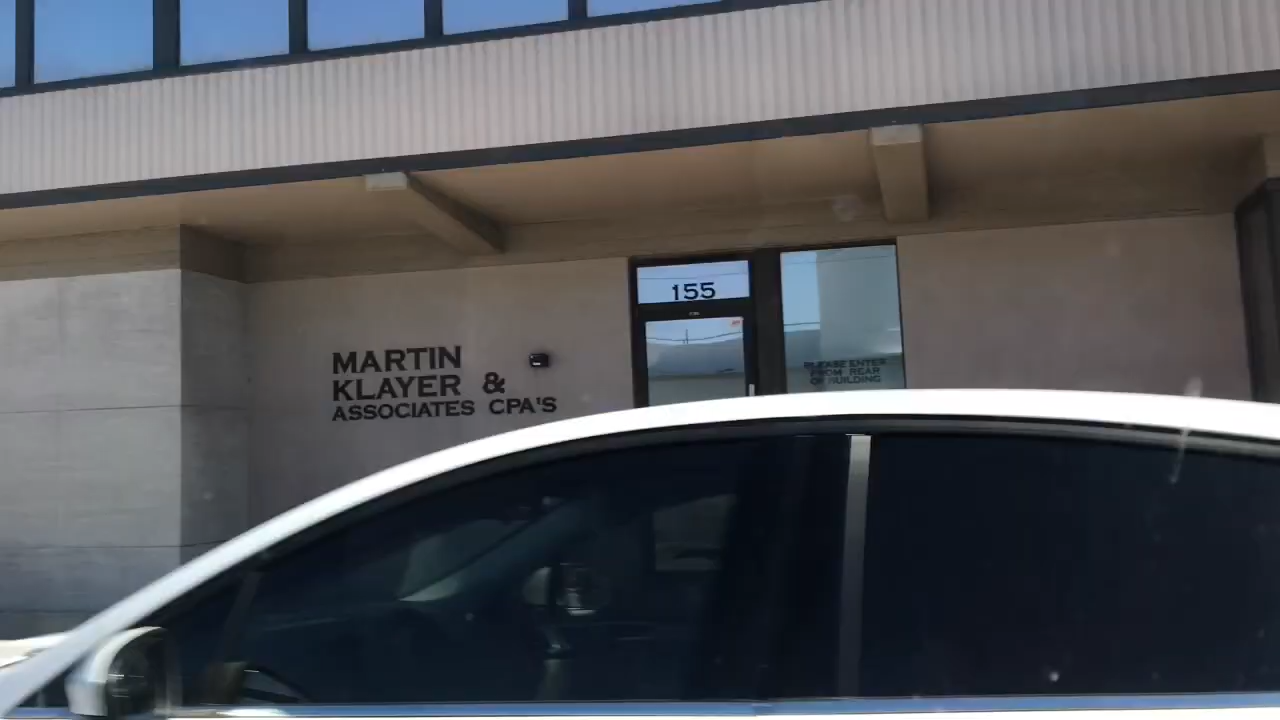 155
MARTIN
KLAYER &
ASSOCIATES CPA'S
PLEASE ENTER
FROM REAR
OF BUILDING